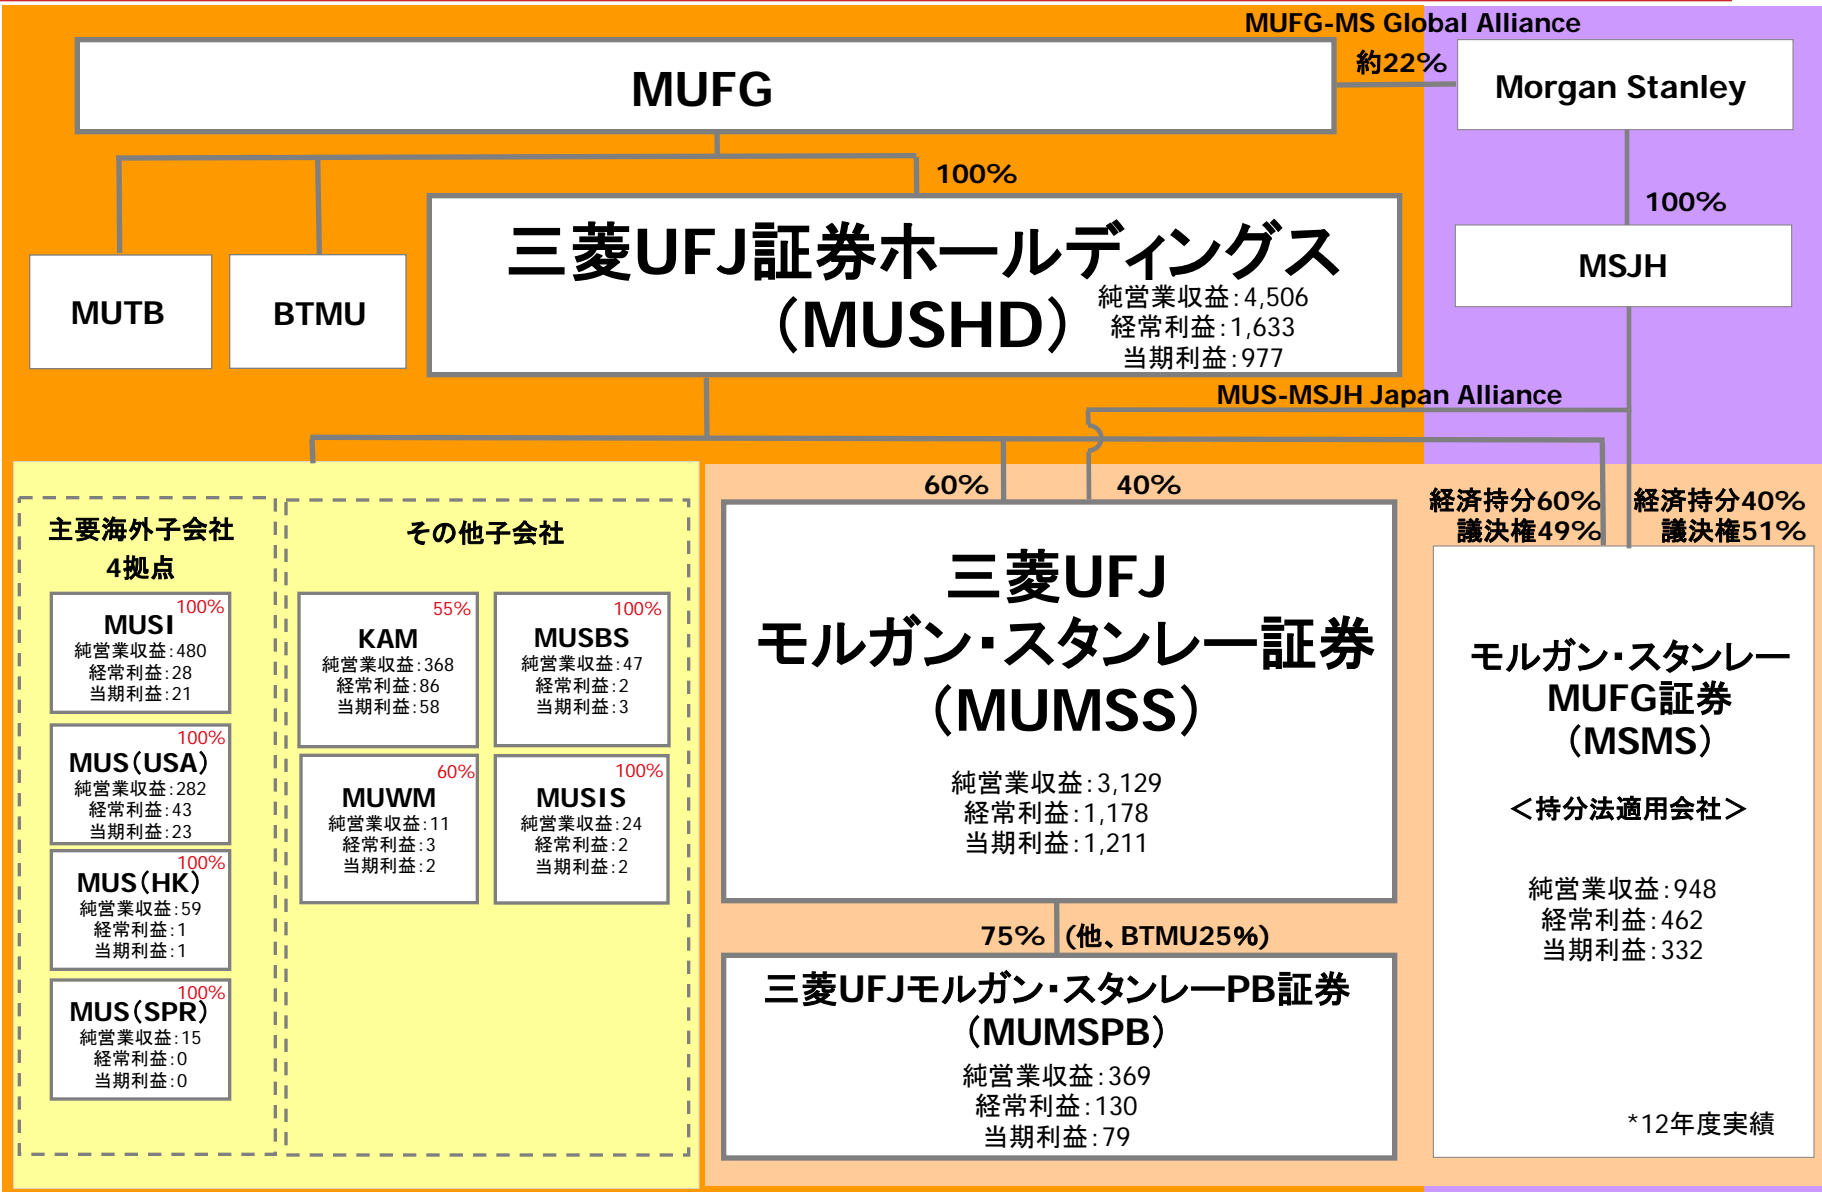 MUFG-MS Global Alliance
MUFG
約22%
Morgan Stanley
100%
100%
三菱UFJ証券ホールディングス
（MUSHD）
純営業収益：4,506
経常利益：1,633
当期利益：977
MUTB
BTMU
MSJH
MUS-MSJH Japan Alliance
60%
40%
経済持分60%
議決権49%
経済持分40%
議決権51%
主要海外子会社
4拠点
100%
MUSI
純営業収益：480
経常利益：28
当期利益：21
100%
MUS（USA）
純営業収益：282
経常利益：43
当期利益：23
100%
MUS（HK）
純営業収益：59
経常利益：1
当期利益：1
100%
MUS（SPR）
純営業収益：15
経常利益：0
当期利益：0
その他子会社
55%
KAM
純営業収益：368
経常利益：86
当期利益：58
100%
MUSBS
純営業収益：47
経常利益：2
当期利益：3
60%
MUWM
純営業収益：11
経常利益：3
当期利益：2
100%
MUSIS
純営業収益：24
経常利益：2
当期利益：2
三菱UFJ
モルガン・スタンレー証券
（MUMSS）
純営業収益：3,129
経常利益：1,178
当期利益：1,211
75%
(他、BTMU25%)
三菱UFJモルガン・スタンレーPB証券
（MUMSPB）
純営業収益：369
経常利益：130
当期利益：79
モルガン・スタンレー
MUFG証券
（MSMS）
＜持分法適用会社＞
純営業収益：948
経常利益：462
当期利益：332
*12年度実績